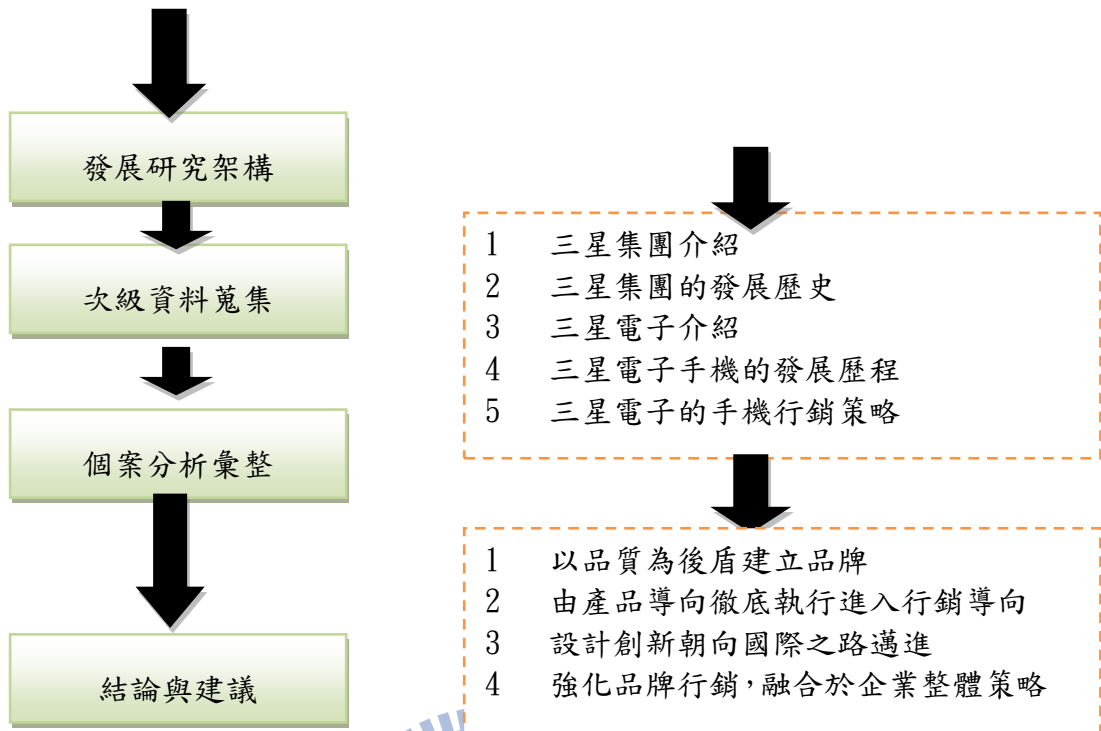 發展研究架構
次級資料蒐集
個案分析彙整
結論與建議
1 三星集團介紹
2 三星集團的發展歷史
3 三星電子介紹
4 三星電子手機的發展歷程
5 三星電子的手機行銷策略
1 以品質為後盾建立品牌
2 由產品導向徹底執行進入行銷導向
3 設計創新朝向國際之路邁進
4 強化品牌行銷，融合於企業整體策略